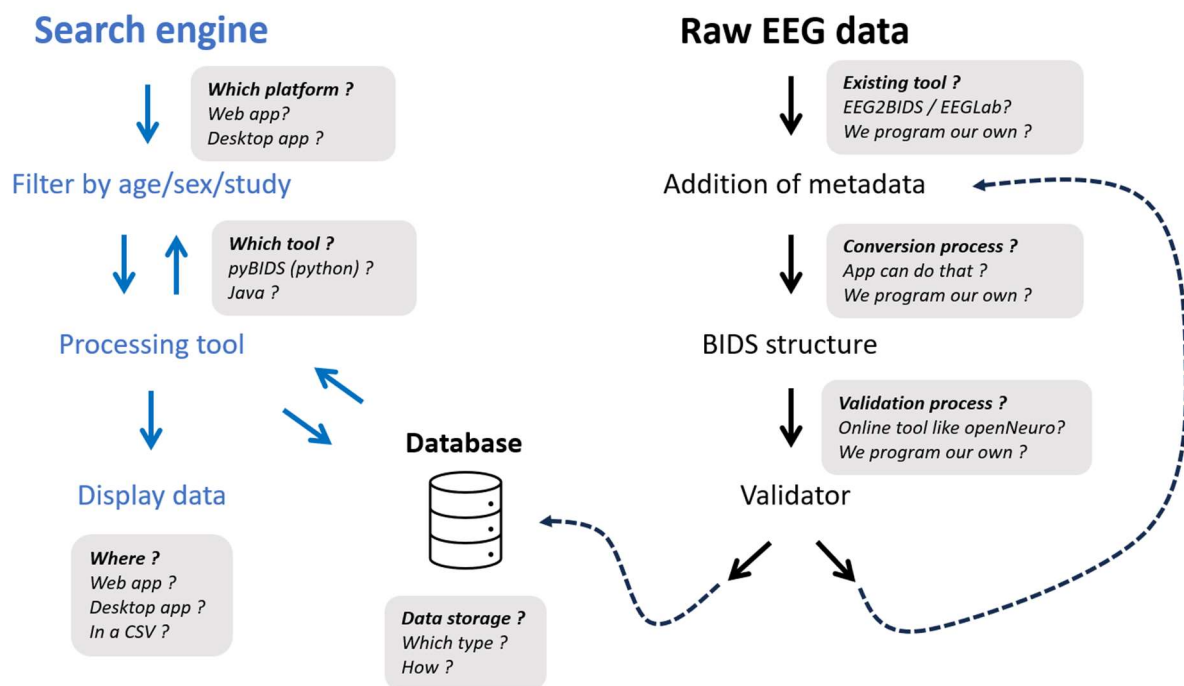 Search engine
Which platform ?
Web app?
Desktop app ?
Filter by age/sex/study
Which tool ?
pyBIDS (python) ?
Java ?
Processing tool
Display data
Where ?
Web app ?
Desktop app ?
In a CSV ?
Database
Data storage ?
Which type ?
How ?
Raw EEG data
Existing tool ?
EEG2BIDS / EEGLab?
We program our own ?
Addition of metadata
Conversion process ?
App can do that ?
We program our own ?
BIDS structure
Validation process ?
Online tool like openNeuro?
We program our own ?
Validator